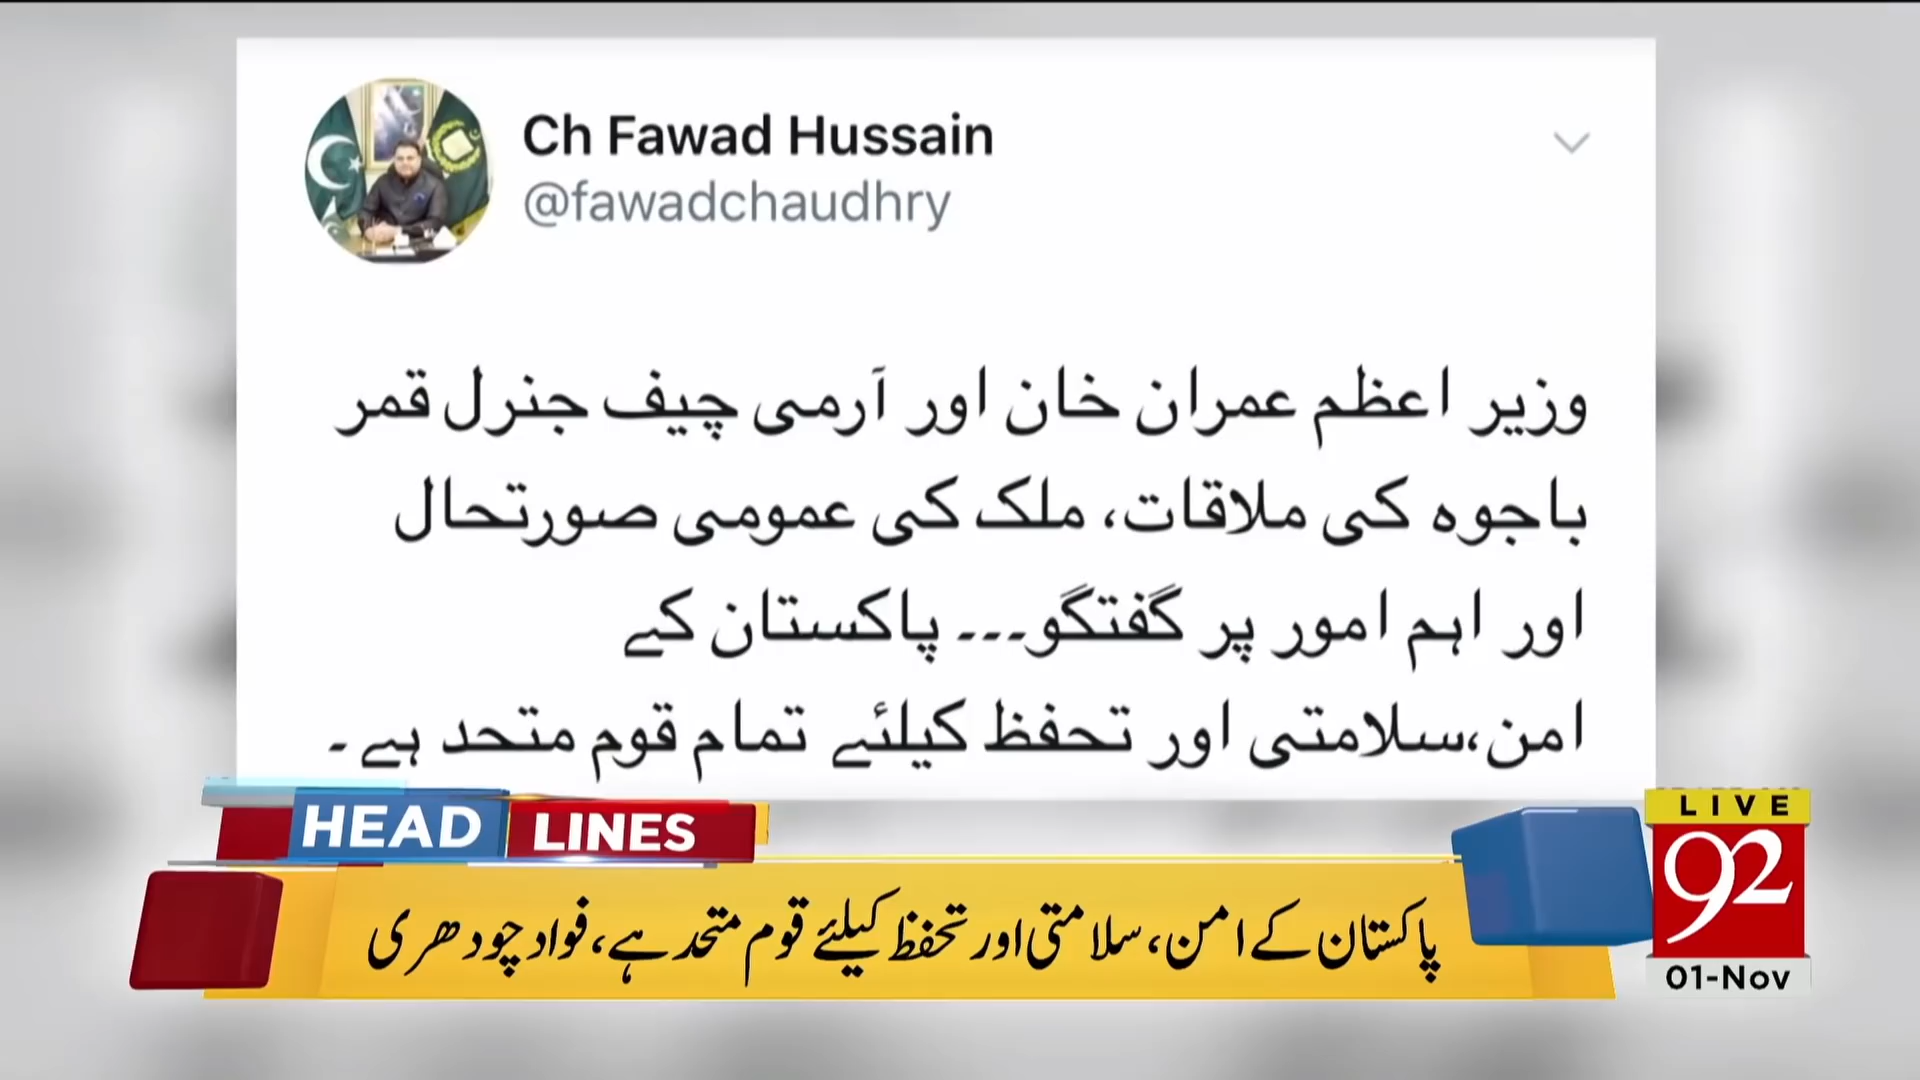 Ch Fawad Hussain
@fawadchaudhry
وزیر اعظم عمران خان اور آرمی چیف جنرل قمر
باجوہ کی ملاقات، ملک کی عمومی صورتحال
اور اہم امور پر گفتگو۔۔۔ پاکستان کے
امن،سلامتی اور تحفظ کیلئے تمام قوم متحد ہے۔
HEAD LINES
پاکستان کے امن، سلامتی اور تحفظ کیلئے قوم متحد ہے، فواد چودھری
LIVE
92
01-Nov